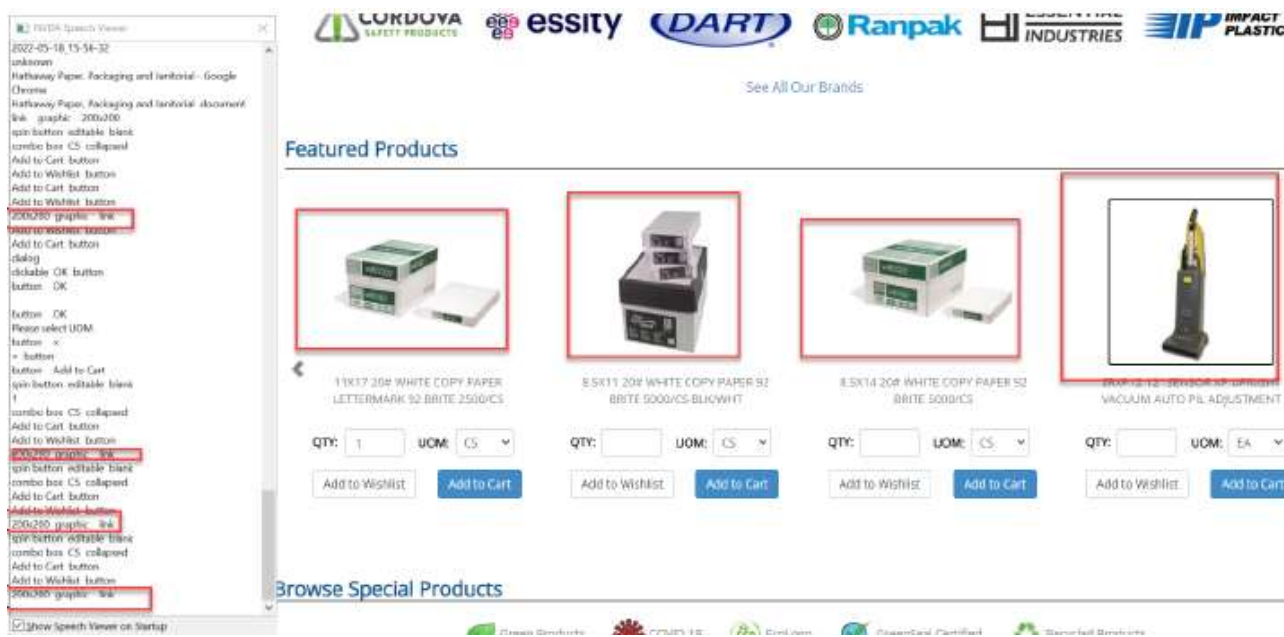 NVDA Speech Viewer
2022-05-18_15-54-32
unknown
Hathaway Paper, Packaging and Janitorial - Google
Chrome
Hathaway Paper, Packaging and Janitorial document
link graphic 200x200
spin button editable blank
combo box CS collapsed
Add to Cart button
Add to Wishlist button
Add to Cart button
Add to Wishlist button
200x200 graphic link
Add to Wishlist button
Add to Cart button
dialog
clickable OK button
button OK
button OK
Please select UOM
button ×
× button
button Add to Cart
spin button editable blank
1
combo box CS collapsed
Add to Cart button
Add to Wishlist button
200x200 graphic link
spin button editable blank
combo box CS collapsed
Add to Cart button
Add to Wishlist button
200x200 graphic link
spin button editable blank
combo box CS collapsed
Add to Cart button
Add to Wishlist button
200x200 graphic link
Show Speech Viewer on Startup
CORDOVA
SAFETY PRODUCTS
essity
DART
Ranpak
ESSENTIAL
INDUSTRIES
IMPACT
PLASTIC
See All Our Brands
Featured Products
11X17 20# WHITE COPY PAPER
LETTERMARK 92 BRITE 2500/CS
QTY: 1 UOM: CS
Add to Wishlist Add to Cart
8.5X11 20# WHITE COPY PAPER 92
BRITE 5000/CS-BLK/WHT
QTY: UOM: CS
Add to Wishlist Add to Cart
8.5X14 20# WHITE COPY PAPER 92
BRITE 5000/CS
QTY: UOM: CS
Add to Wishlist Add to Cart
VACUUM AUTO PIL ADJUSTMENT
QTY: UOM: EA
Add to Wishlist Add to Cart
Browse Special Products
Green Products COVID-19 EcoLogo GreenSeal Certified Recycled Products